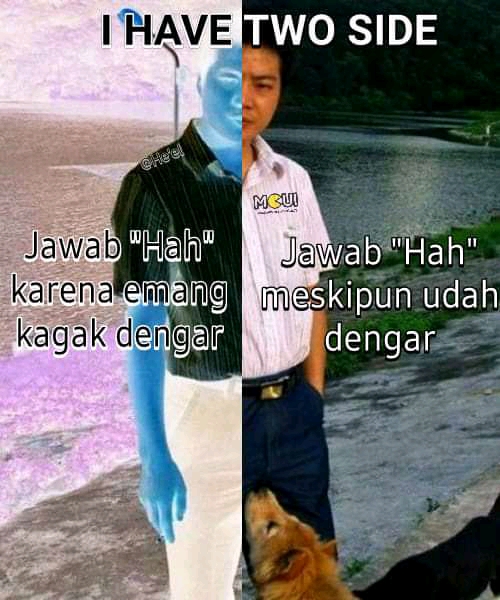 I HAVE TWO SIDE
@He'el
MCU!
Jawab "Hah"
karena emang
kagak dengar
Jawab "Hah"
meskipun udah
dengar